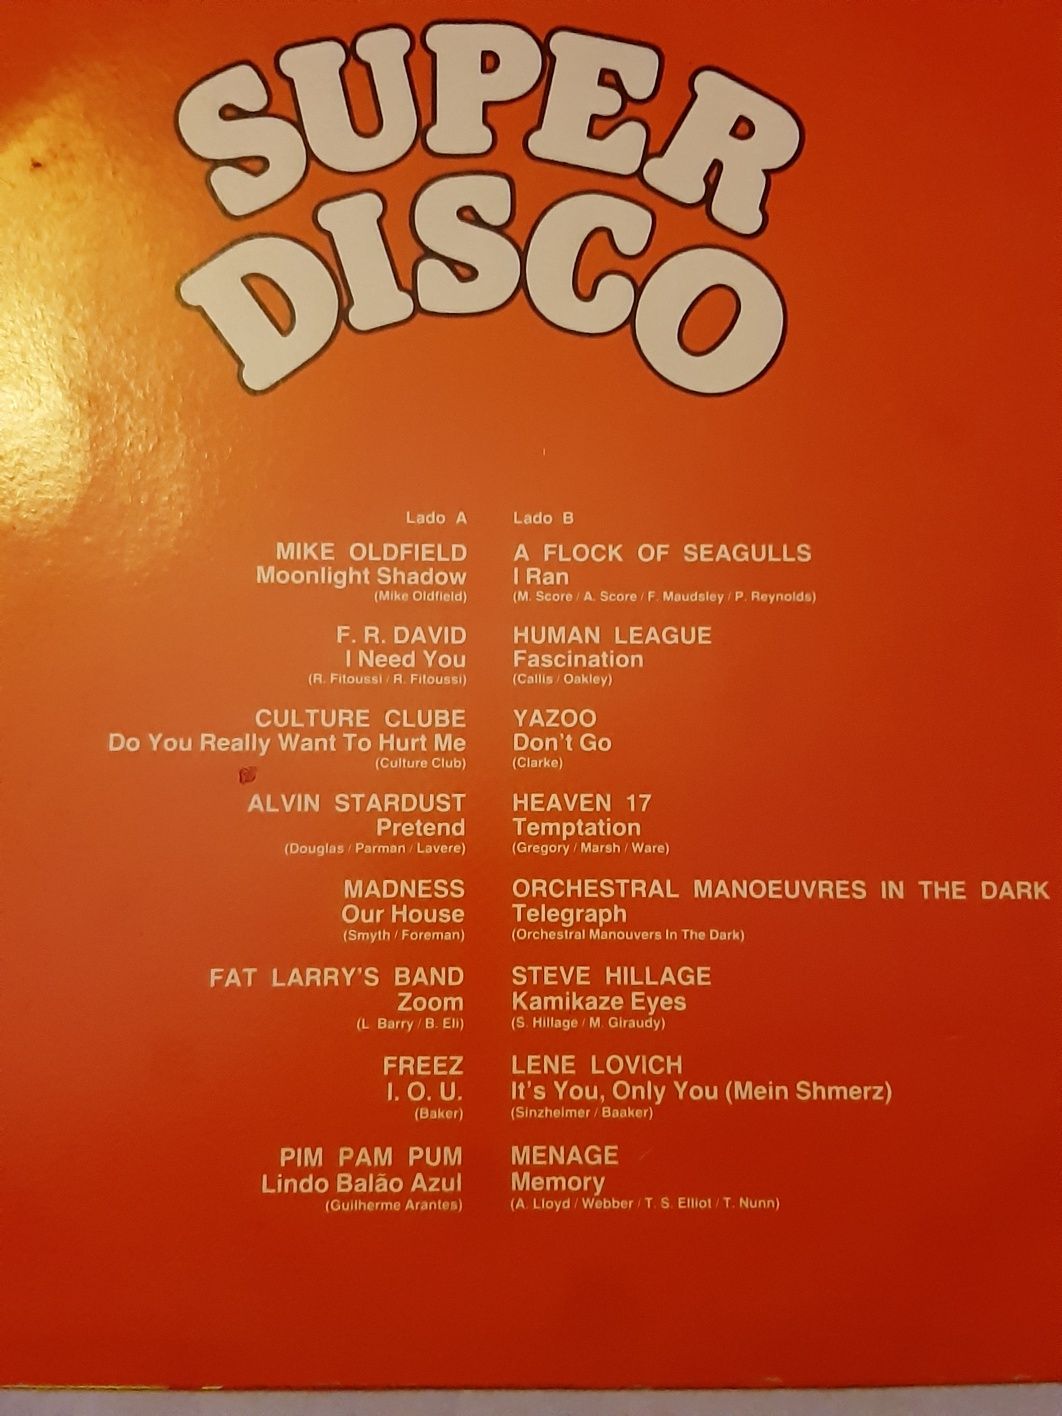 SUPER
DISCO
Lado A
MIKE OLDFIELD
Moonlight Shadow
(Mike Oldfield)
F. R. DAVID
I Need You
(R. Fitoussi / R. Fitoussi)
CULTURE CLUBE
Do You Really Want To Hurt Me
(Culture Club)
ALVIN STARDUST
Pretend
(Douglas / Parman / Lavere)
MADNESS
Our House
(Smyth / Foreman)
FAT LARRY'S BAND
Zoom
(L. Barry / B. Eli)
FREEZ
I. O. U.
(Baker)
PIM PAM PUM
Lindo Balão Azul
(Guilherme Arantes)
Lado B
A FLOCK OF SEAGULLS
I Ran
(M. Score / A. Score / F. Maudsley / P. Reynolds)
HUMAN LEAGUE
Fascination
(Callis / Oakley)
YAZOO
Don't Go
(Clarke)
HEAVEN 17
Temptation
(Gregory / Marsh / Ware)
ORCHESTRAL MANOEUVRES IN THE DARK
Telegraph
(Orchestral Manouvers In The Dark)
STEVE HILLAGE
Kamikaze Eyes
(S. Hillage / M. Giraudy)
LENE LOVICH
It's You, Only You (Mein Shmerz)
(Sinzheimer / Baaker)
MENAGE
Memory
(A. Lloyd / Webber / T. S. Elliot / T. Nunn)